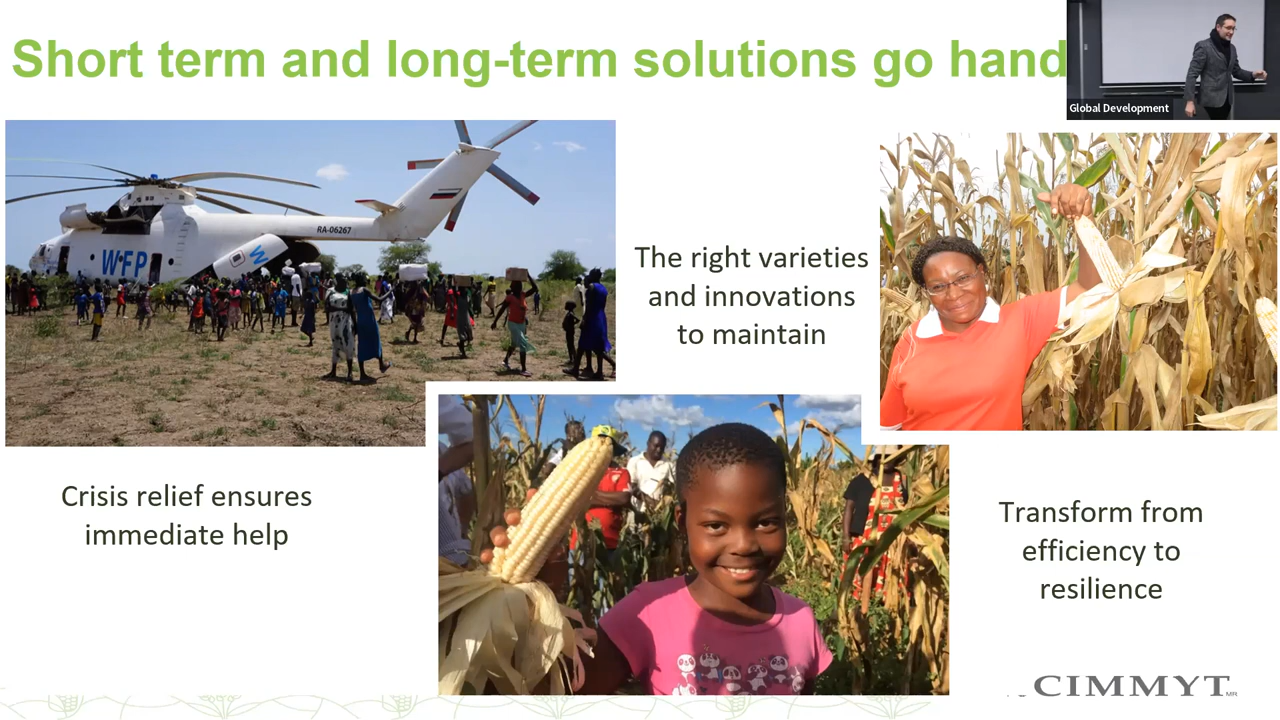 Short term and long-term solutions go hand
Global Development
RA-06267
WFP
W
The right varieties
and innovations
to maintain
Crisis relief ensures
immediate help
Transform from
efficiency to
resilience
CIMMYT
MR